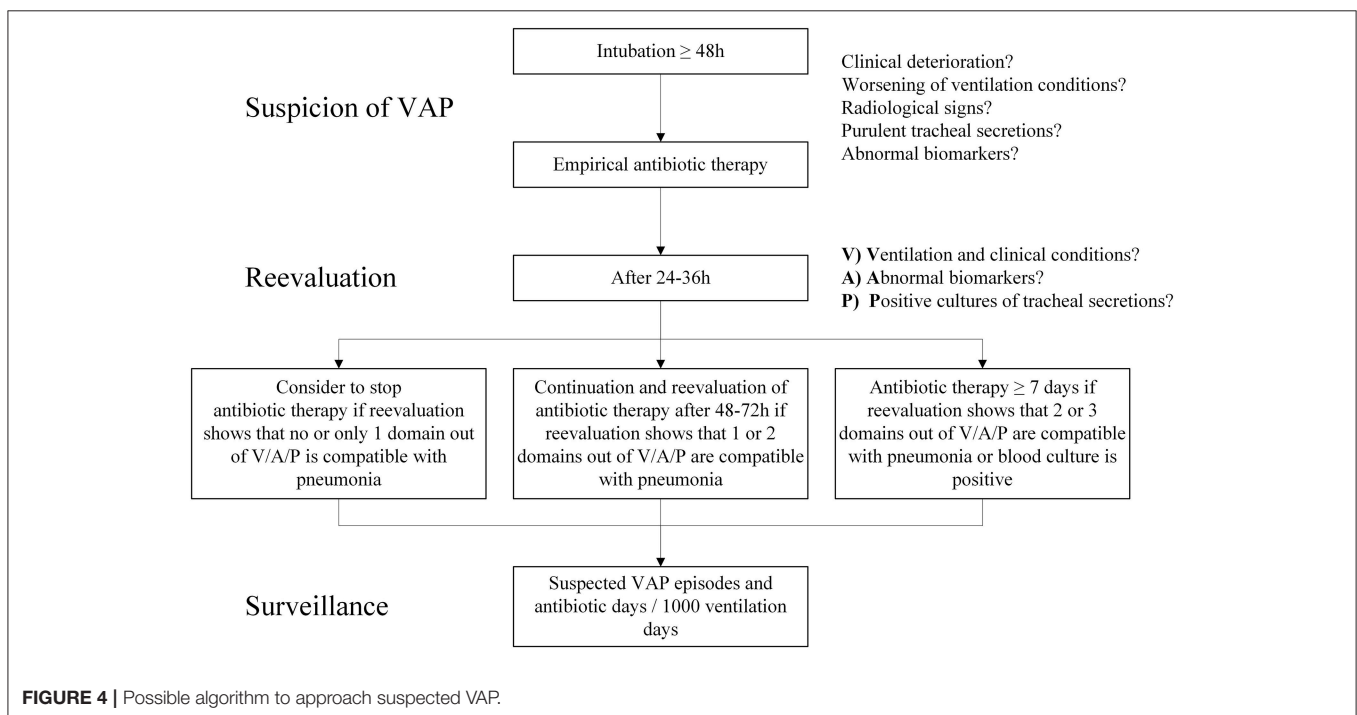 Intubation ≥ 48h
Suspicion of VAP
Clinical deterioration?
Worsening of ventilation conditions?
Radiological signs?
Purulent tracheal secretions?
Abnormal biomarkers?
Empirical antibiotic therapy
Reevaluation
After 24-36h
V) Ventilation and clinical conditions?
A) Abnormal biomarkers?
P) Positive cultures of tracheal secretions?
Consider to stop
antibiotic therapy if reevaluation
shows that no or only 1 domain out
of V/A/P is compatible with
pneumonia
Continuation and reevaluation of
antibiotic therapy after 48-72h if
reevaluation shows that 1 or 2
domains out of V/A/P are compatible
with pneumonia
Antibiotic therapy ≥ 7 days if
reevaluation shows that 2 or 3
domains out of V/A/P are compatible
with pneumonia or blood culture is
positive
Surveillance
Suspected VAP episodes and
antibiotic days / 1000 ventilation
days
FIGURE 4 | Possible algorithm to approach suspected VAP.